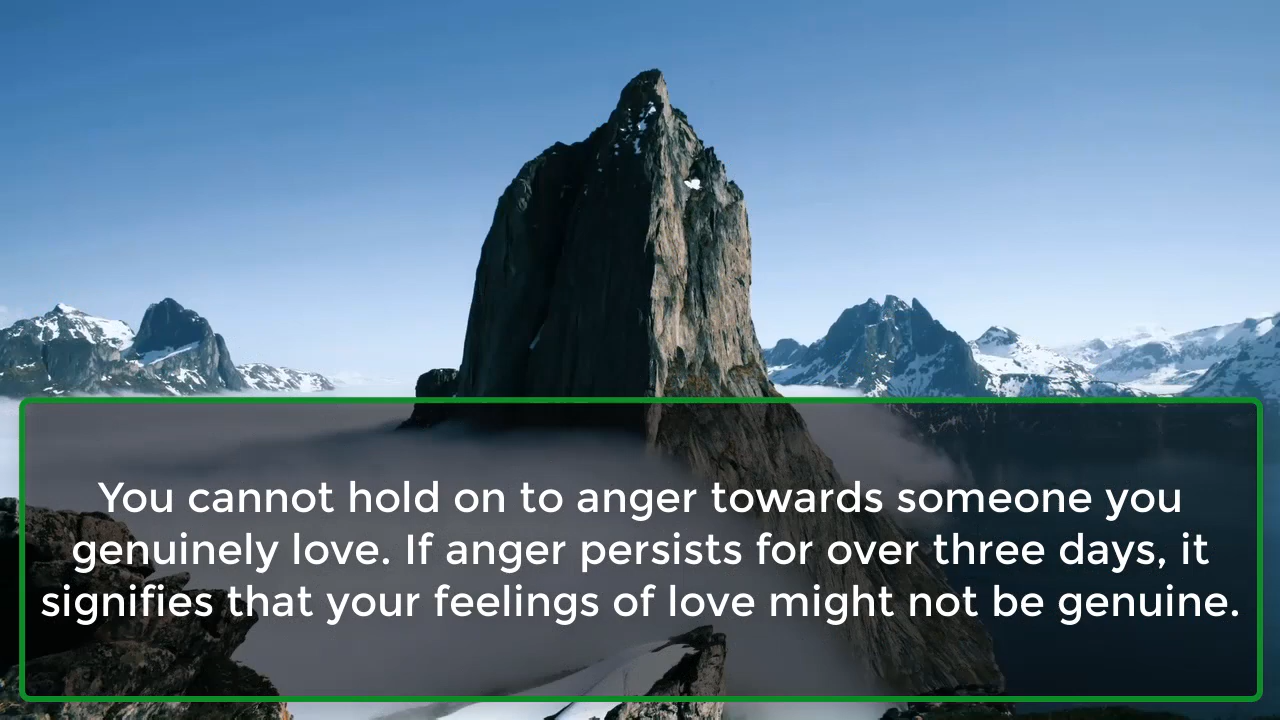 You cannot hold on to anger towards someone you
genuinely love. If anger persists for over three days, it
signifies that your feelings of love might not be genuine.